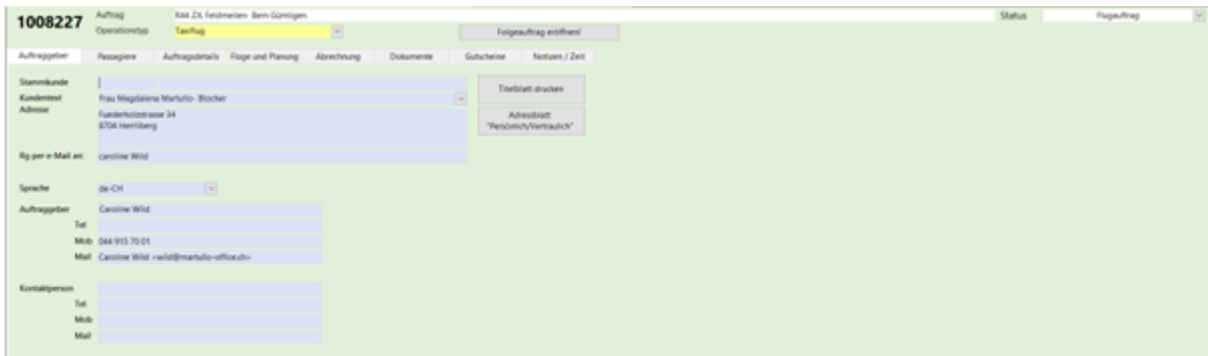 1008227
Auftrag R44 ZJL Feldmeilen- Bern Gümligen Status Flugauftrag
Operationstyp Taxiflug Folgeauftrag eröffnen!
Auftraggeber Passagiere Auftragsdetails Flüge und Planung Abrechnung Dokumente Gutscheine Notizen / Zeit
Stammkunde
Titelblatt drucken
Kundentext Frau Magdalena Martullo- Blocher
Adresse
34
8704 Herrliberg
Adressblatt
"Persönlich/Vertraulich"
Rg per e-Mail an: caroline Wild
Sprache de-CH
Auftraggeber Caroline Wild
Tel
Mob 044 915 70 01
Mail Caroline Wild <wild@martullo-office.ch>
Kontaktperson
Tel
Mob
Mail